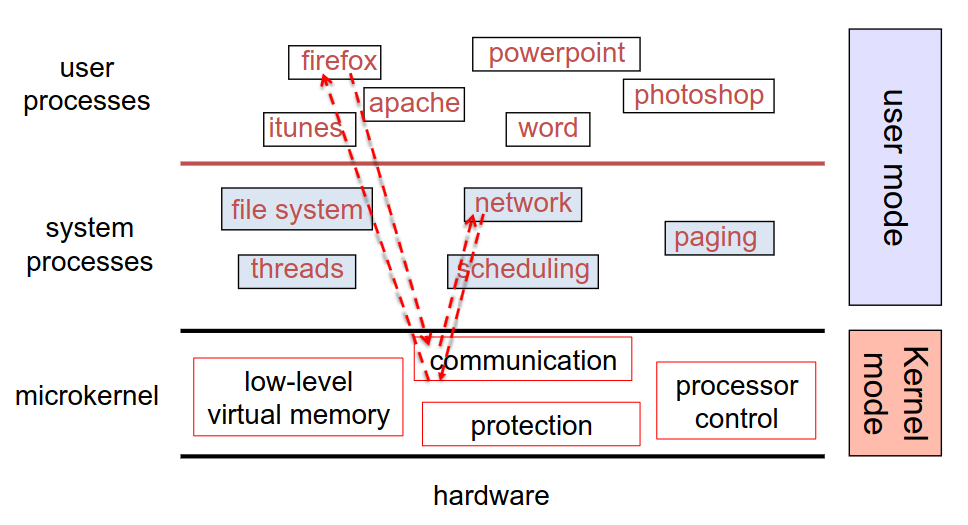 user
processes
firefox
powerpoint
apache
photoshop
itunes
word
system
processes
file system
network
paging
threads
scheduling
user mode
microkernel
low-level
virtual memory
communication
protection
processor
control
Kernel
mode
hardware